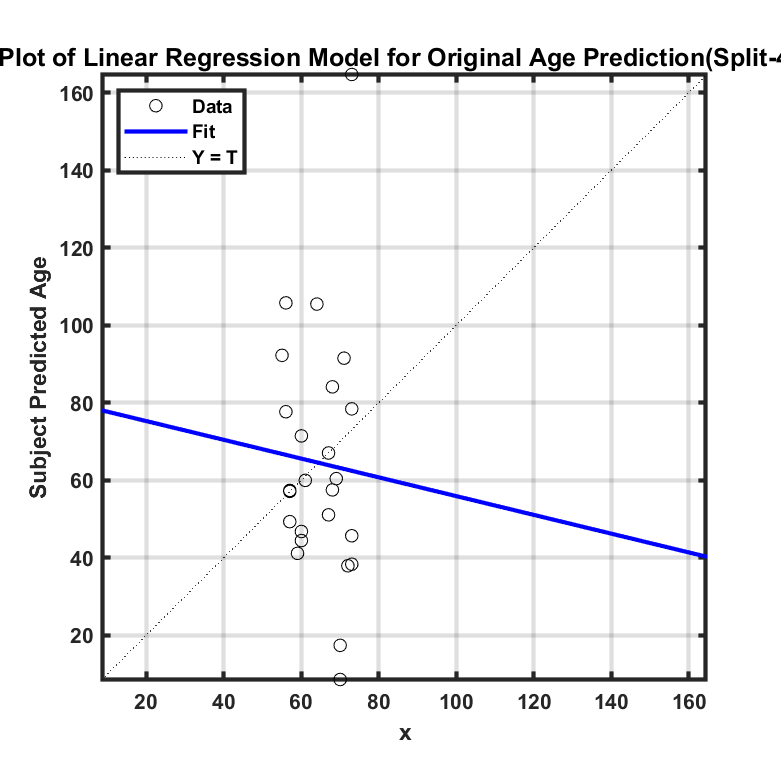 Plot of Linear Regression Model for Original Age Prediction(Split-4
Data
Fit
Y = T
160
140
120
100
80
60
40
20
Subject Predicted Age
20 40 60 80 100 120 140 160
x